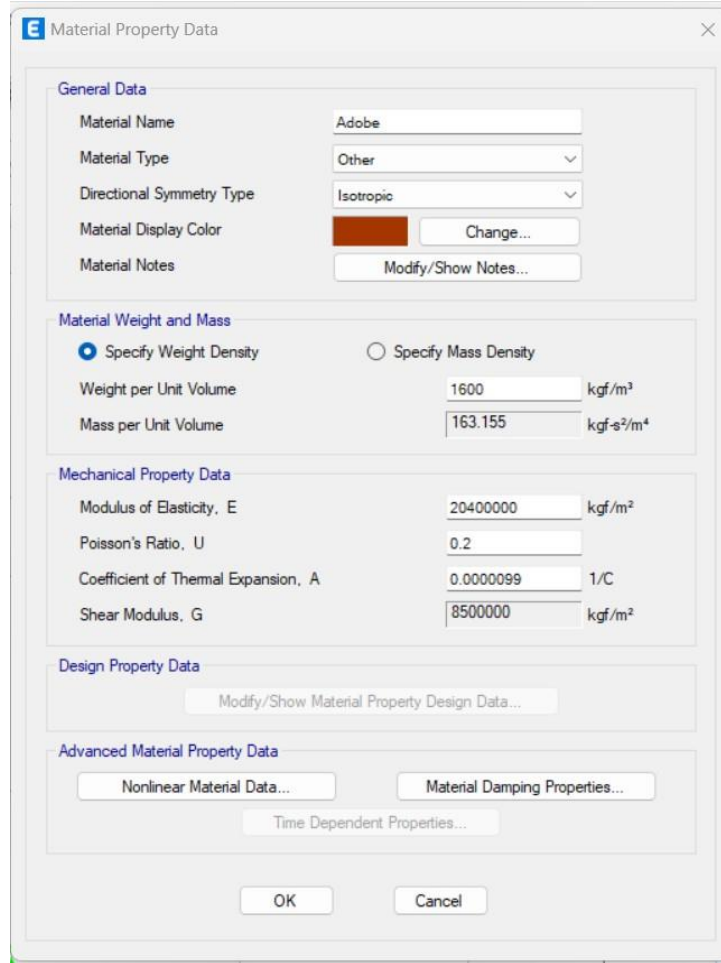 E Material Property Data
General Data
Material Name Adobe
Material Type Other
Directional Symmetry Type Isotropic
Material Display Color Change...
Material Notes Modify/Show Notes...
Material Weight and Mass
Specify Weight Density Specify Mass Density
Weight per Unit Volume 1600 kgf/m³
Mass per Unit Volume 163.155 kgf-s²/m⁴
Mechanical Property Data
Modulus of Elasticity, E 20400000 kgf/m²
Poisson's Ratio, U 0.2
Coefficient of Thermal Expansion, A 0.0000099 1/C
Shear Modulus, G 8500000 kgf/m²
Design Property Data
Modify/Show Material Property Design Data...
Advanced Material Property Data
Nonlinear Material Data... Material Damping Properties...
Time Dependent Properties...
OK Cancel